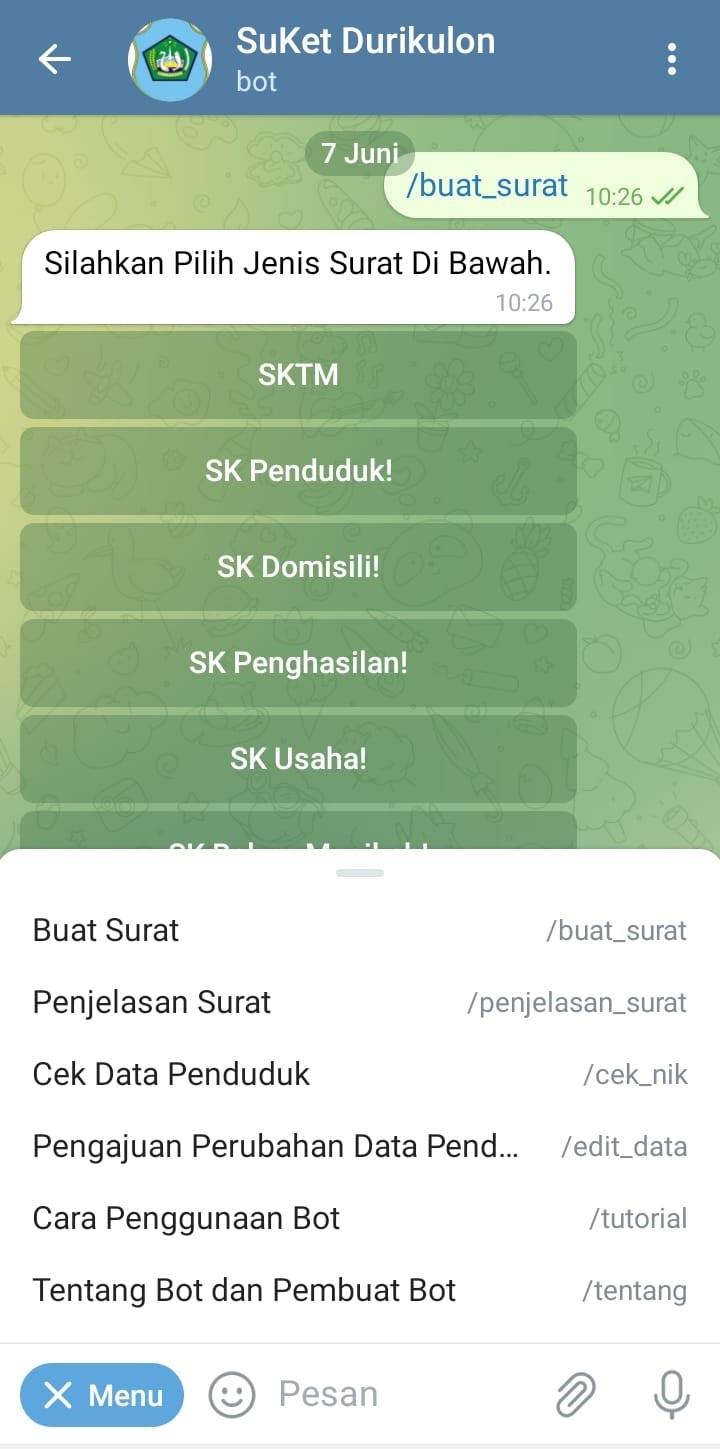 SuKet Durikulon
bot
7 Juni
/buat_surat 10:26
Silahkan Pilih Jenis Surat Di Bawah.
10:26
SKTM
SK Penduduk!
SK Domisili!
SK Penghasilan!
SK Usaha!
Buat Surat /buat_surat
Penjelasan Surat /penjelasan_surat
Cek Data Penduduk /cek_nik
Pengajuan Perubahan Data Pend... /edit_data
Cara Penggunaan Bot /tutorial
Tentang Bot dan Pembuat Bot /tentang
Menu Pesan